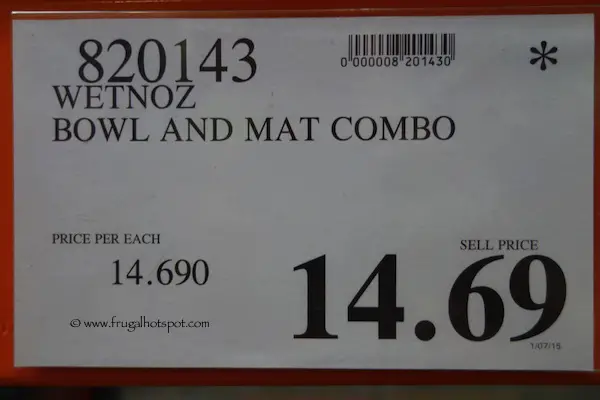 820143
0 000008 201430
*
WETNOZ
BOWL AND MAT COMBO
PRICE PER EACH
14.690
SELL PRICE
14.69
© www.frugalhotspot.com
1/07/15